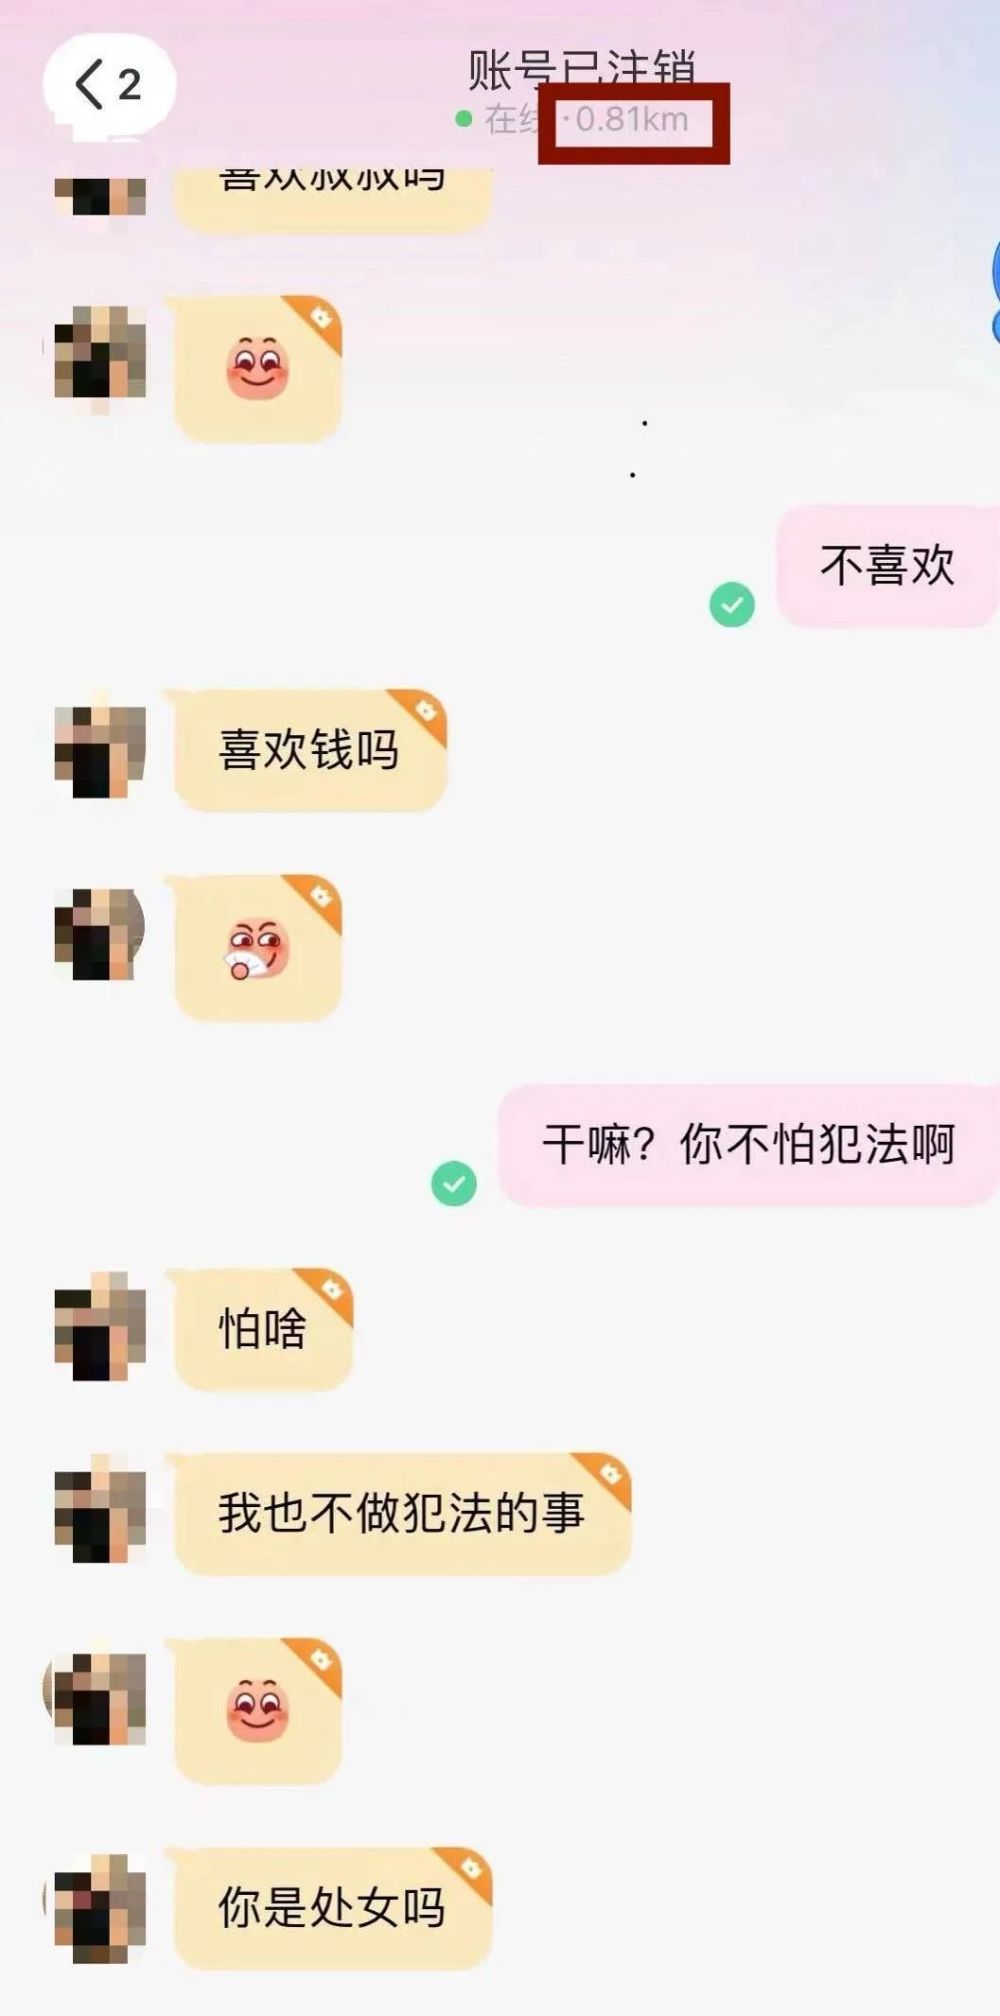 2
账号已注销
在线 · 0.81km
喜欢叔叔吗
不喜欢
喜欢钱吗
干嘛？你不怕犯法啊
怕啥
我也不做犯法的事
你是处女吗